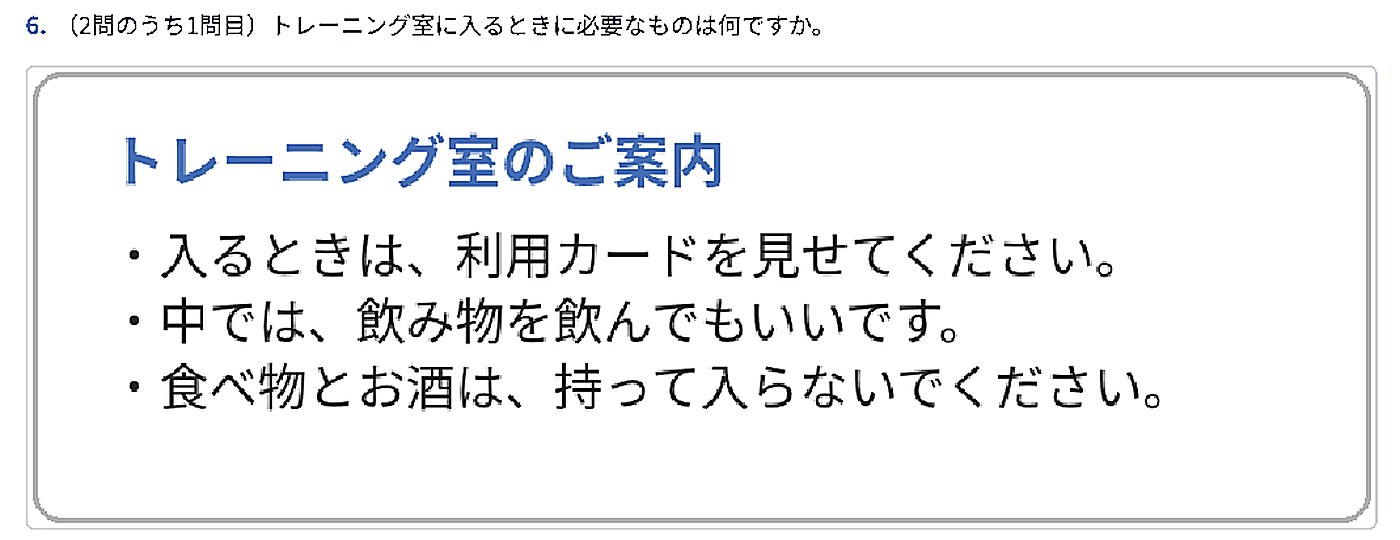 6. （2問のうち1問目）トレーニング室に入るときに必要なものは何ですか。
トレーニング室のご案内
・入るときは、利用カードを見せてください。
・中では、飲み物を飲んでもいいです。
・食べ物とお酒は、持って入らないでください。